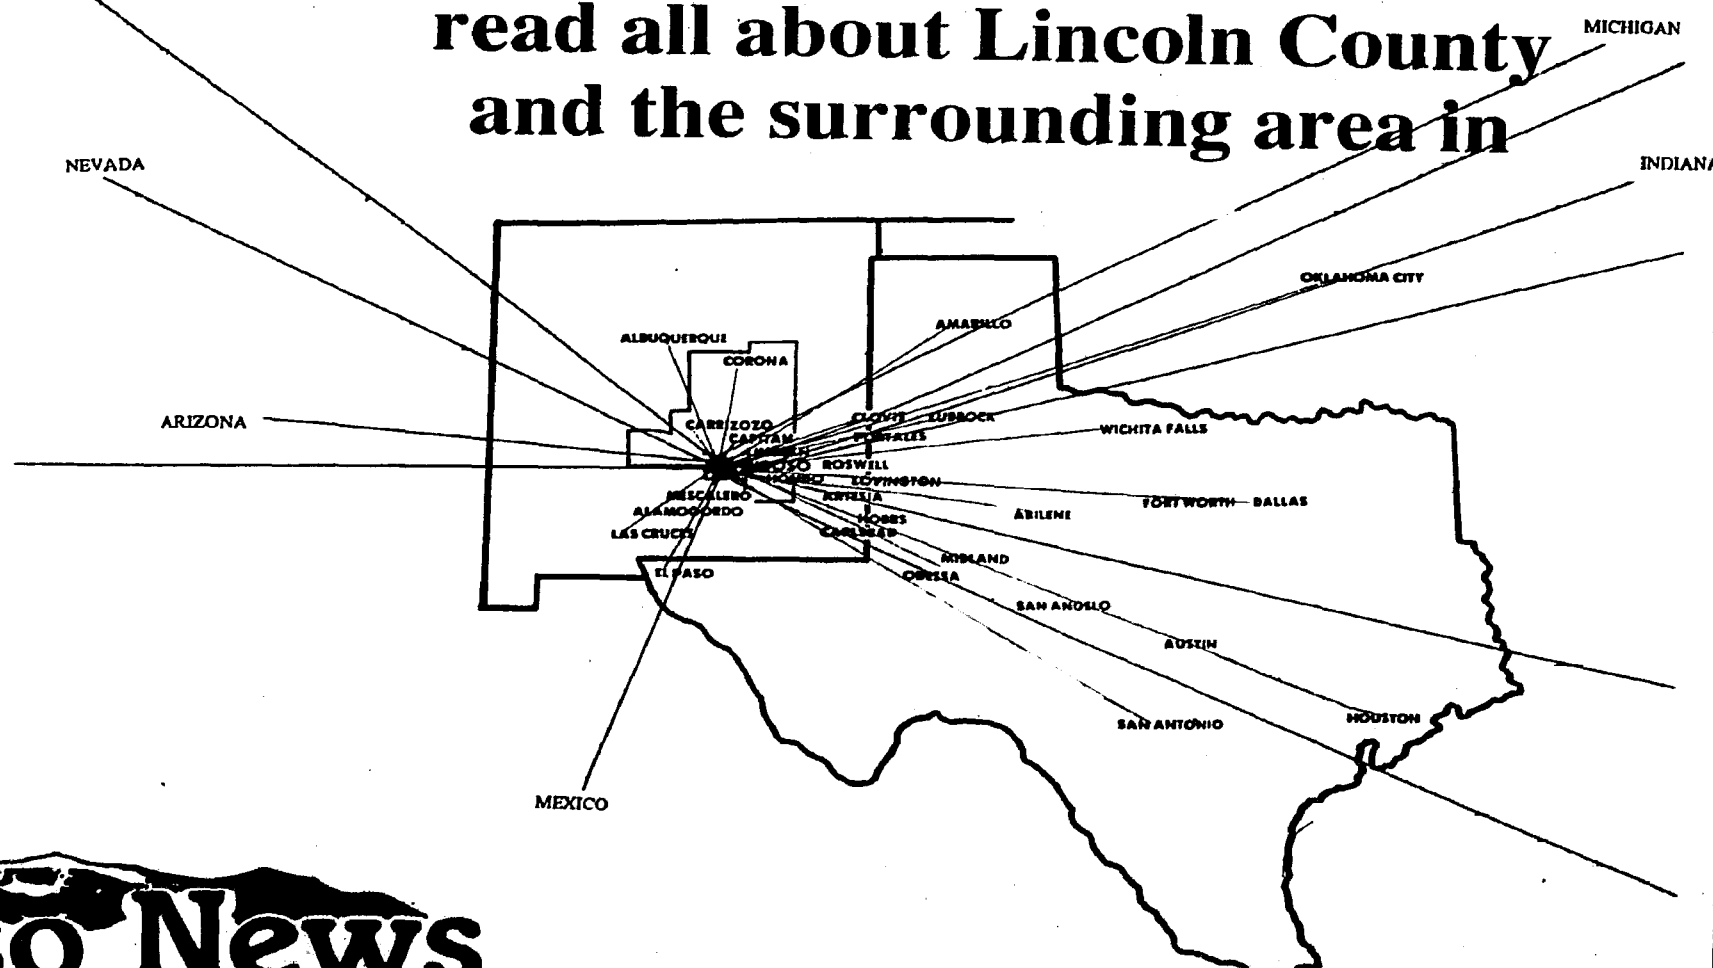 read all about Lincoln County
and the surrounding area in
MICHIGAN
NEVADA
INDIANA
OKLAHOMA CITY
AMARILLO
ALBUQUERQUE
CORONA
ARIZONA
CARRIZOZO
CLOVIS
LUBBOCK
CAPITAN
PORTALES
WICHITA FALLS
ROSWELL
LOVINGTON
MESCALERO
ARTESIA
FORT WORTH
DALLAS
ALAMOGORDO
ABILENE
HOBBS
LAS CRUCES
CARLSBAD
MIDLAND
EL PASO
ODESSA
SAN ANGLO
AUSTIN
HOUSTON
SAN ANTONIO
MEXICO
News